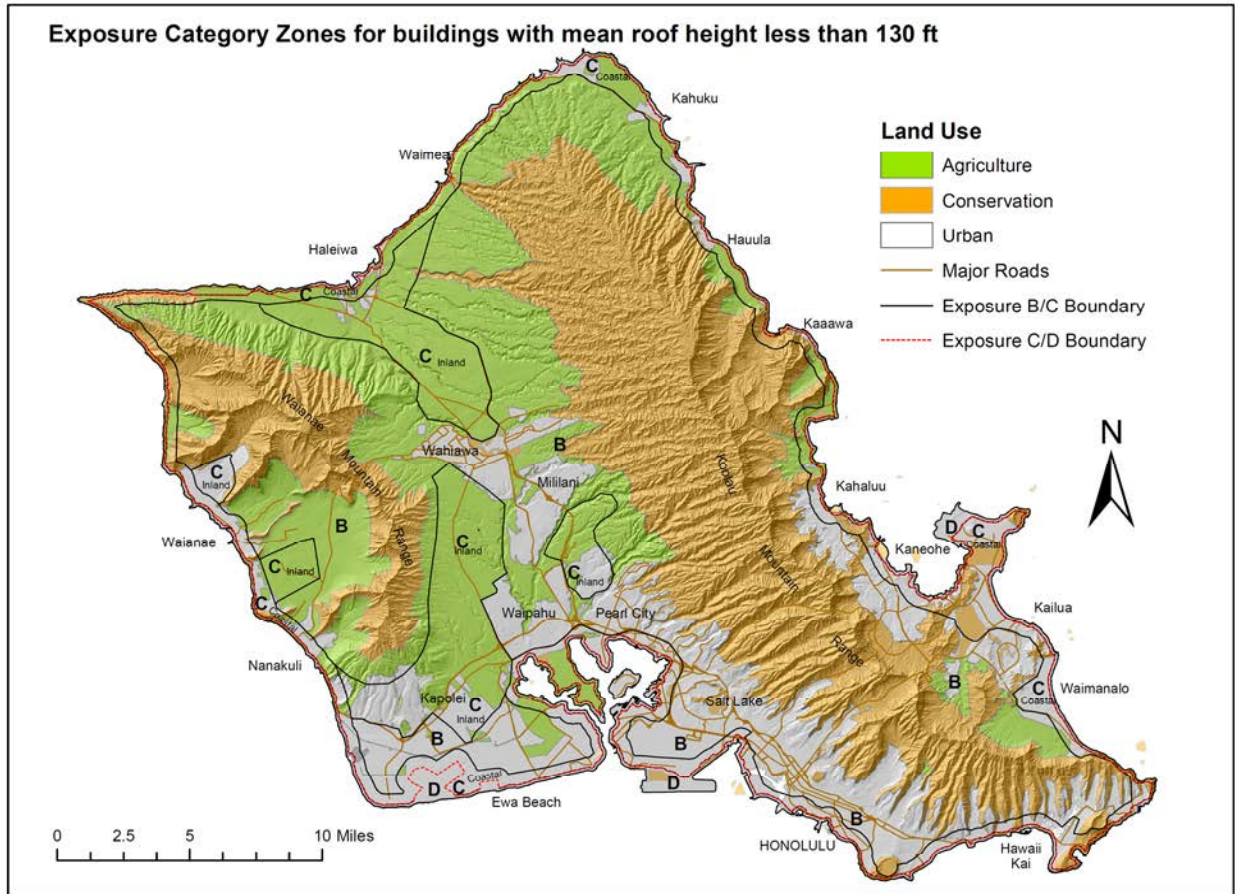 Exposure Category Zones for buildings with mean roof height less than 130 ft
C
Coastal
Kahuku
Land Use
Agriculture
Conservation
Urban
Major Roads
Exposure B/C Boundary
Exposure C/D Boundary
Waimea
Hauula
Haleiwa
C
Coastal
Kaaawa
C Inland
Waianae
Mountain
Range
Wahiawa
B
Mililani
Koolau
Mountain
Range
N
C
Inland
Kahaluu
B
D
C
Coastal
Kaneohe
Waianae
C
Inland
C Inland
C
Inland
Kailua
C
Coastal
Waipahu
Pearl City
Nanakuli
B
C
Coastal
Waimanalo
Kapolei
C
Inland
Salt Lake
B
B
D
C
Coastal
Ewa Beach
D
0
2.5
5
10 Miles
B
HONOLULU
Hawaii
Kai